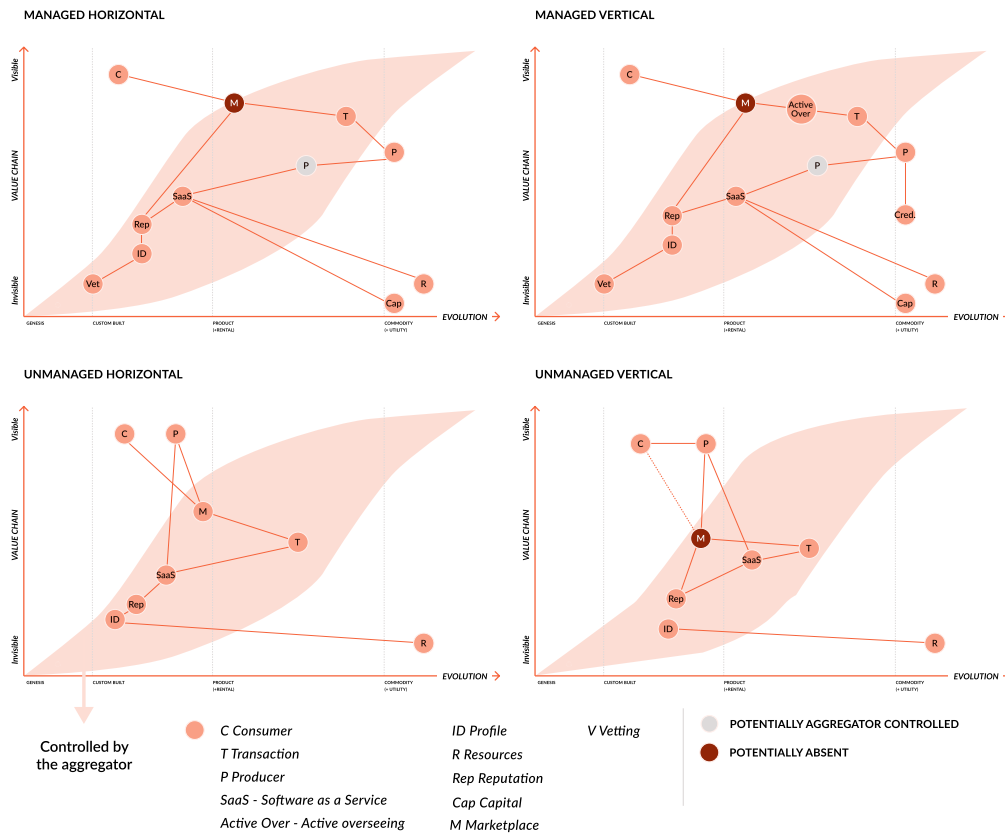 MANAGED HORIZONTAL
Visible
VALUE CHAIN
Invisible
C
M
T
P
P
SaaS
Rep
ID
Vet
R
Cap
EVOLUTION
GENESIS
CUSTOM BUILT
PRODUCT
(+RENTAL)
COMMODITY
(+ UTILITY)
MANAGED VERTICAL
Visible
VALUE CHAIN
Invisible
C
M
Active
Over
T
P
P
SaaS
Rep
Cred.
ID
Vet
R
Cap
EVOLUTION
GENESIS
CUSTOM BUILT
PRODUCT
(+RENTAL)
COMMODITY
(+ UTILITY)
UNMANAGED HORIZONTAL
Visible
VALUE CHAIN
Invisible
C
P
M
T
SaaS
Rep
ID
R
EVOLUTION
GENESIS
CUSTOM BUILT
PRODUCT
(+RENTAL)
COMMODITY
(+ UTILITY)
UNMANAGED VERTICAL
Visible
VALUE CHAIN
Invisible
C
P
M
T
SaaS
Rep
ID
R
EVOLUTION
GENESIS
CUSTOM BUILT
PRODUCT
(+RENTAL)
COMMODITY
(+ UTILITY)
Controlled by
the aggregator
C Consumer
T Transaction
P Producer
SaaS - Software as a Service
Active Over - Active overseeing
ID Profile
R Resources
Rep Reputation
Cap Capital
M Marketplace
V Vetting
POTENTIALLY AGGREGATOR CONTROLLED
POTENTIALLY ABSENT